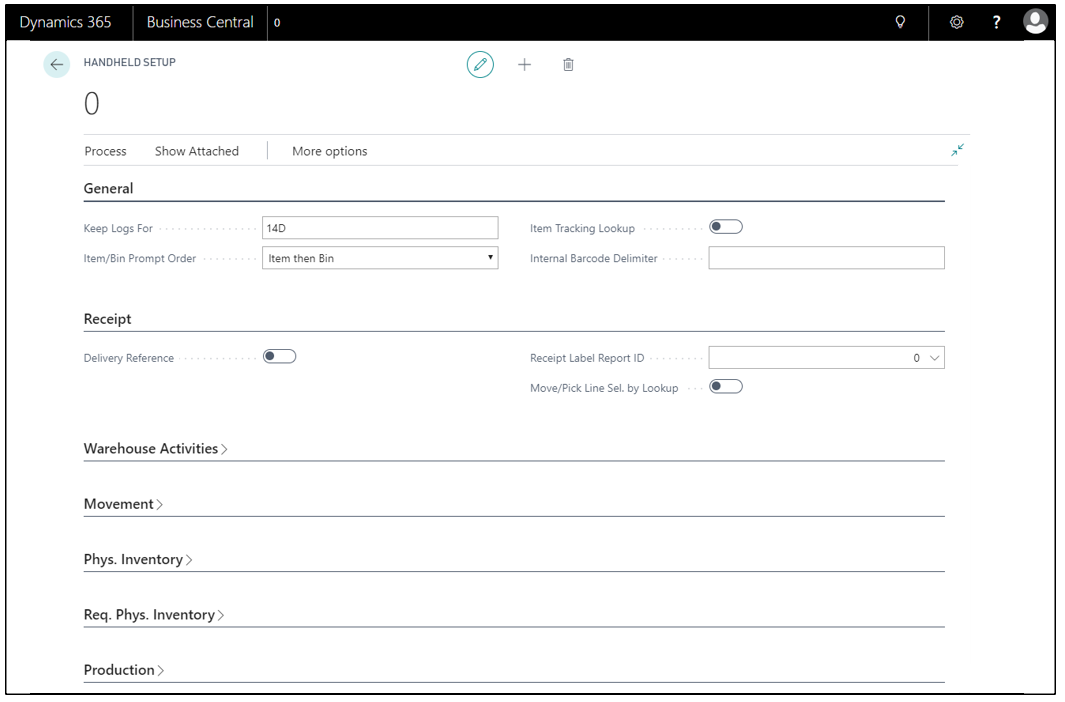 Dynamics 365 Business Central 0 ?
HANDHELD SETUP
0
Process Show Attached More options
General
Keep Logs For 14D Item Tracking Lookup
Item/Bin Prompt Order Item then Bin Internal Barcode Delimiter
Receipt
Delivery Reference Receipt Label Report ID 0
Move/Pick Line Sel. by Lookup
Warehouse Activities
Movement
Phys. Inventory
Req. Phys. Inventory
Production